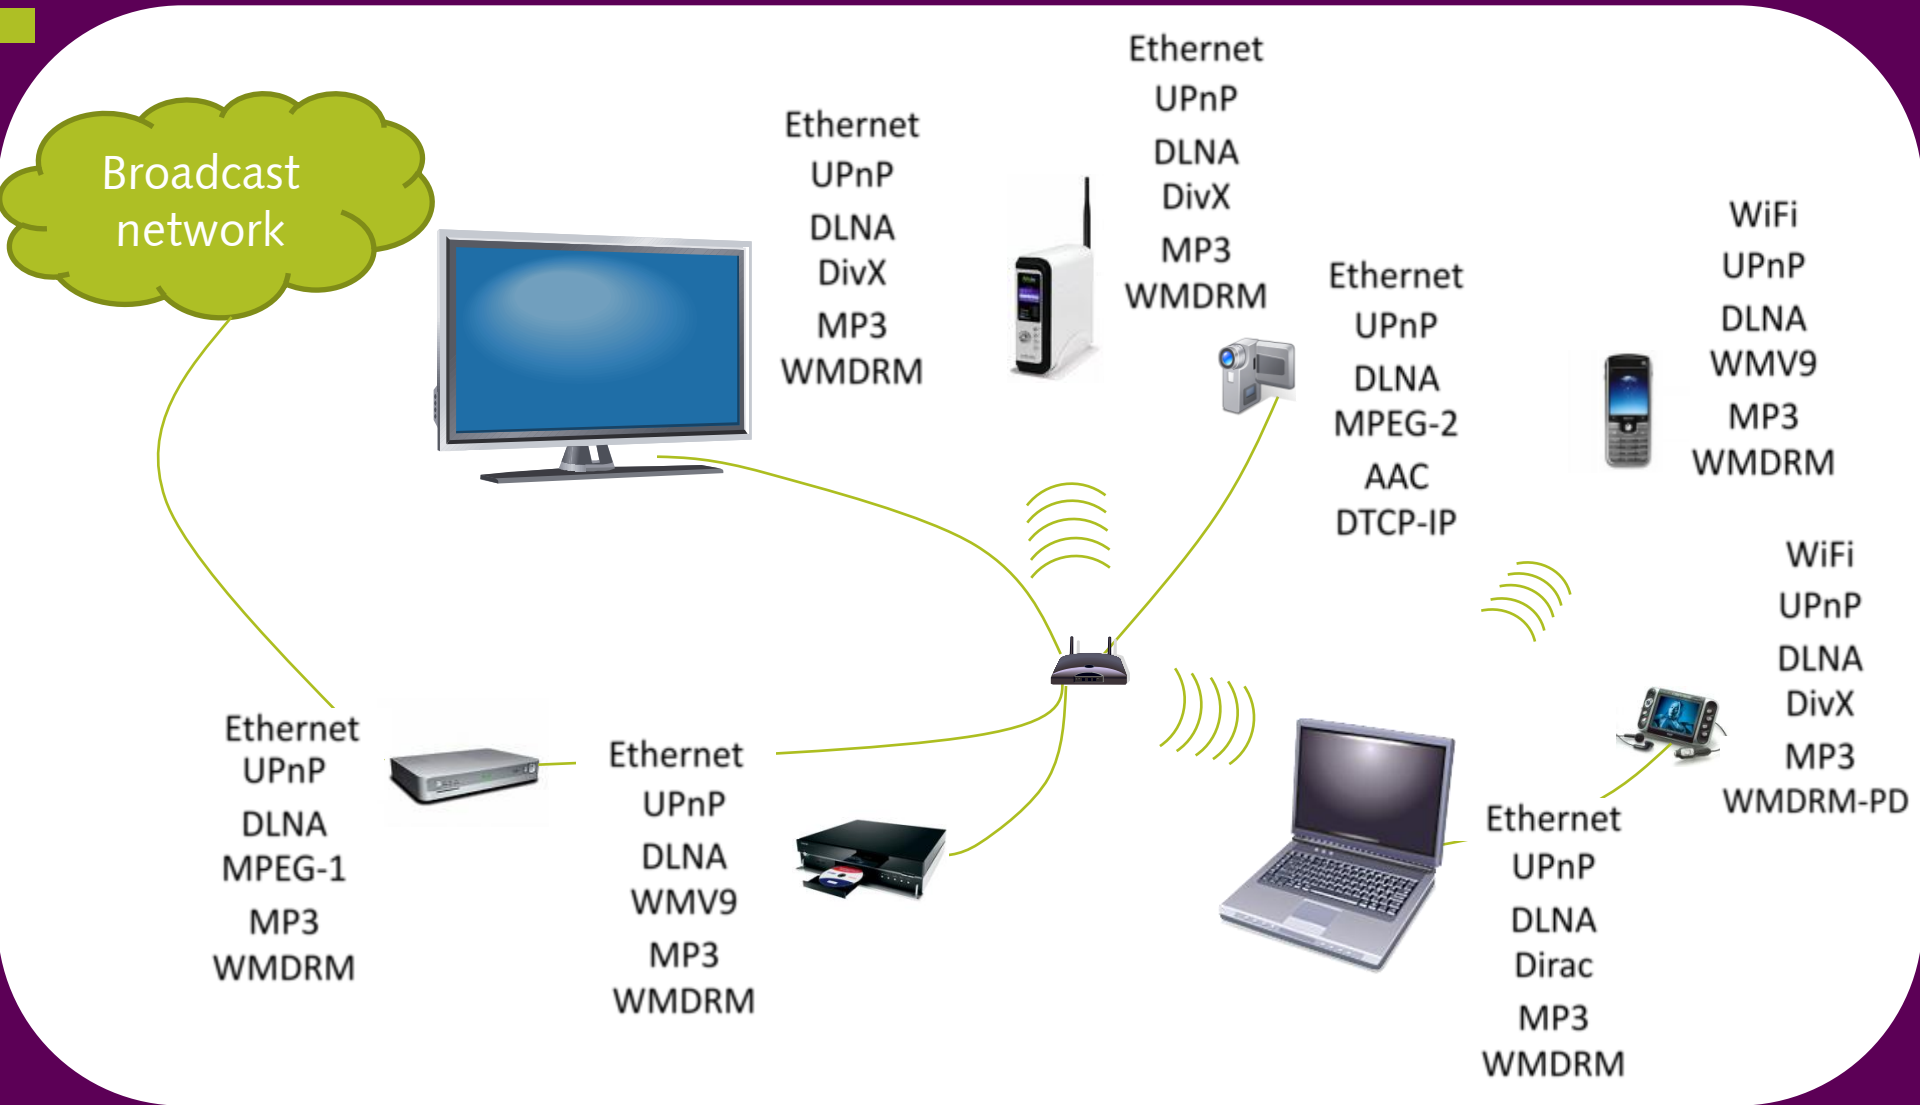 Broadcast
network
Ethernet
UPnP
DLNA
DivX
MP3
WMDRM
Ethernet
UPnP
DLNA
DivX
MP3
WMDRM
Ethernet
UPnP
DLNA
MPEG-2
AAC
DTCP-IP
WiFi
UPnP
DLNA
WMV9
MP3
WMDRM
WiFi
UPnP
DLNA
DivX
MP3
WMDRM-PD
Ethernet
UPnP
DLNA
MPEG-1
MP3
WMDRM
Ethernet
UPnP
DLNA
WMV9
MP3
WMDRM
Ethernet
UPnP
DLNA
Dirac
MP3
WMDRM